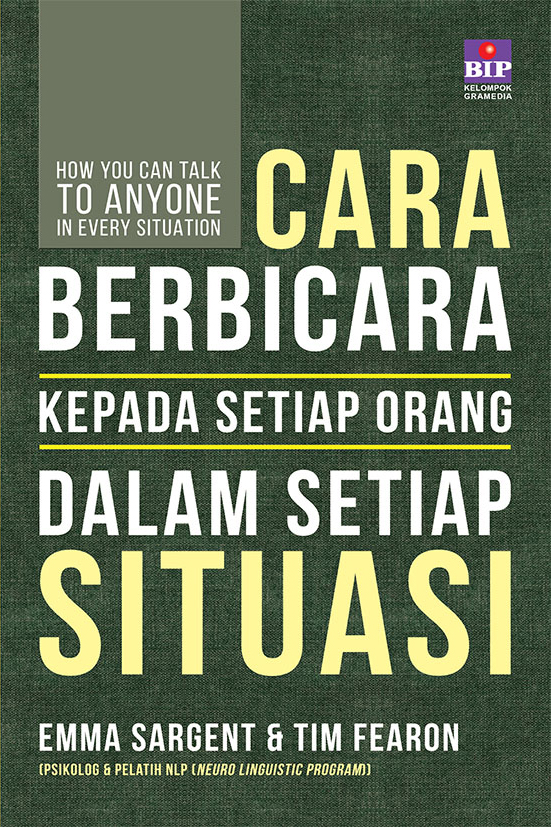 BIP
KELOMPOK
GRAMEDIA
HOW YOU CAN TALK
TO ANYONE
IN EVERY SITUATION
CARA
BERBICARA
KEPADA SETIAP ORANG
DALAM SETIAP
SITUASI
EMMA SARGENT & TIM FEARON
(PSIKOLOG & PELATIH NLP (NEURO LINGUISTIC PROGRAM))